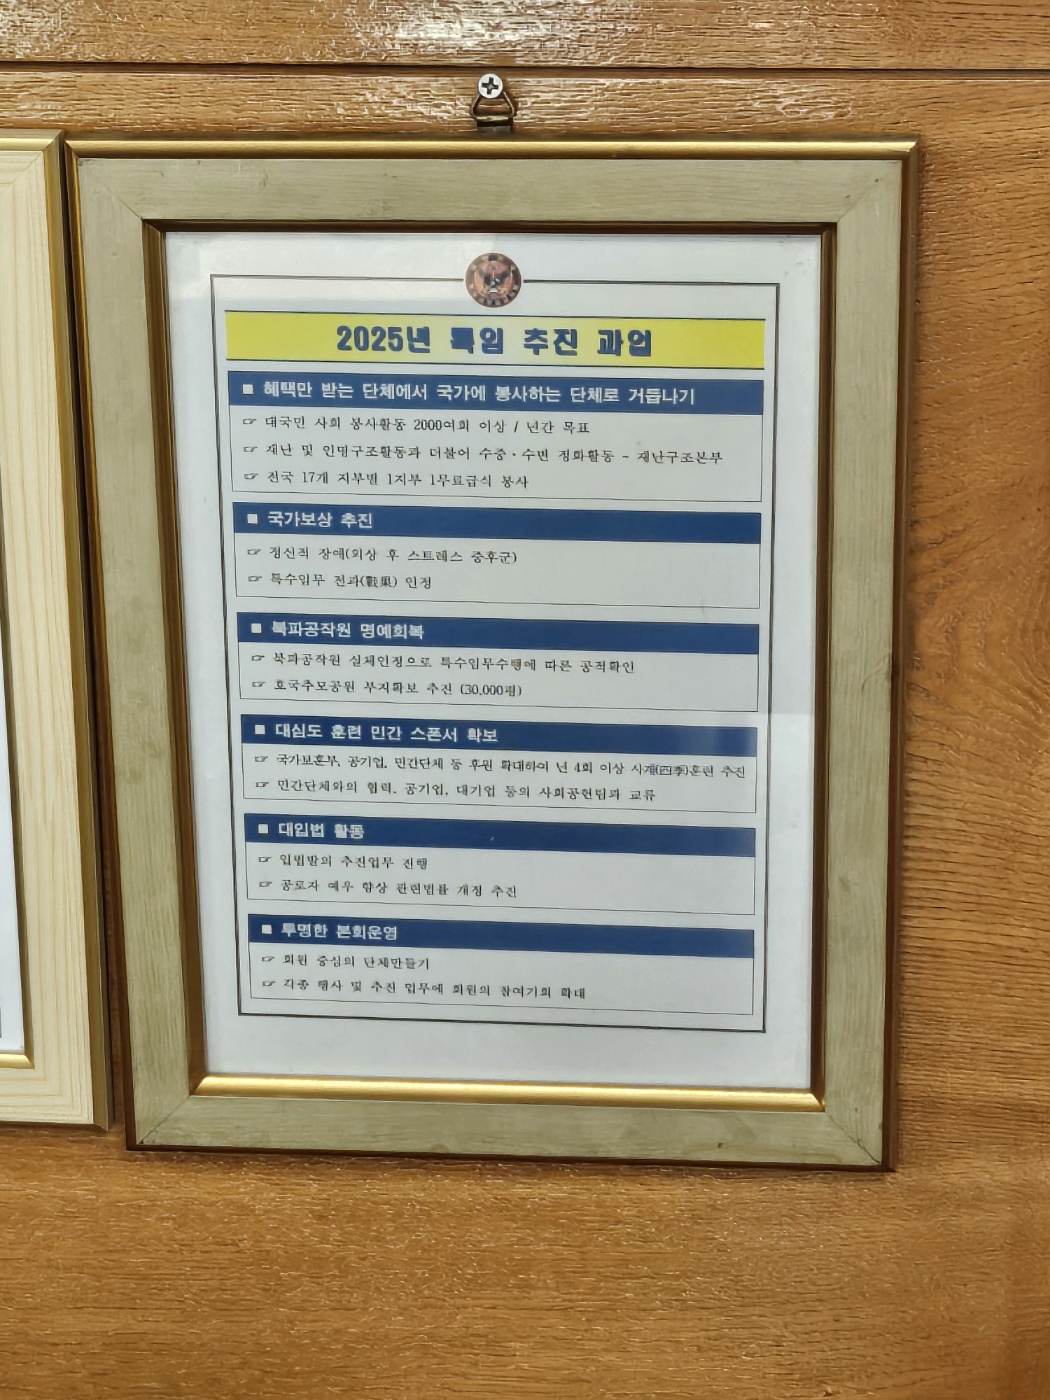 2025년 특임 추진 과업
■ 혜택만 받는 단체에서 국가에 봉사하는 단체로 거듭나기
☞ 대국민 사회 봉사활동 2000여회 이상 / 년간 목표
☞ 재난 및 인명구조활동과 더불어 수중·수변 정화활동 - 재난구조본부
☞ 전국 17개 지부별 1지부 1무료급식 봉사
■ 국가보상 추진
☞ 정신적 장애(외상 후 스트레스 증후군)
☞ 특수임무 전과(戰果) 인정
■ 북파공작원 명예회복
☞ 북파공작원 실체인정으로 특수임무수행에 따른 공적확인
☞ 호국추모공원 부지확보 추진 (30,000평)
■ 대심도 훈련 민간 스폰서 확보
☞ 국가보훈부, 공기업, 민간단체 등 후원 확대하여 년 4회 이상 사계(四季)훈련 추진
☞ 민간단체와의 협력, 공기업, 대기업 등의 사회공헌팀과 교류
■ 대입법 활동
☞ 입법발의 추진업무 진행
☞ 공로자 예우 향상 관련법률 개정 추진
■ 투명한 본회운영
☞ 회원 중심의 단체만들기
☞ 각종 행사 및 추진 업무에 회원의 참여기회 확대